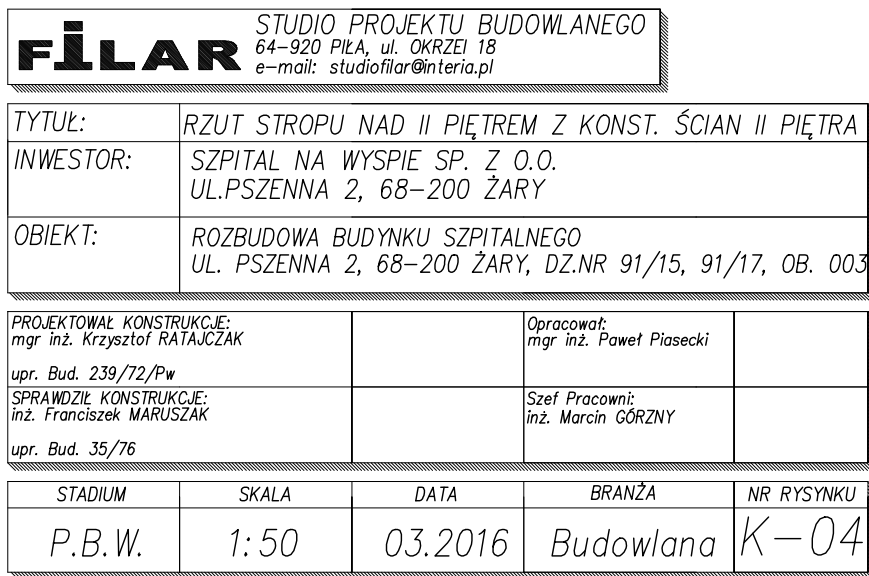 FiLAR
STUDIO PROJEKTU BUDOWLANEGO
64-920 PIŁA, ul. OKRZEI 18
e-mail: studiofilar@interia.pl
TYTUŁ: RZUT STROPU NAD II PIĘTREM Z KONST. ŚCIAN II PIĘTRA
INWESTOR: SZPITAL NA WYSPIE SP. Z O.O.
UL.PSZENNA 2, 68-200 ŻARY
OBIEKT: ROZBUDOWA BUDYNKU SZPITALNEGO
UL. PSZENNA 2, 68-200 ŻARY, DZ.NR 91/15, 91/17, OB. 003
PROJEKTOWAŁ KONSTRUKCJE:
mgr inż. Krzysztof RATAJCZAK
upr. Bud. 239/72/Pw
Opracował:
mgr inż. Paweł Piasecki
SPRAWDZIŁ KONSTRUKCJE:
inż. Franciszek MARUSZAK
upr. Bud. 35/76
Szef Pracowni:
inż. Marcin GÓRZNY
STADIUM SKALA DATA BRANŻA NR RYSYNKU
P.B.W. 1:50 03.2016 Budowlana K-04